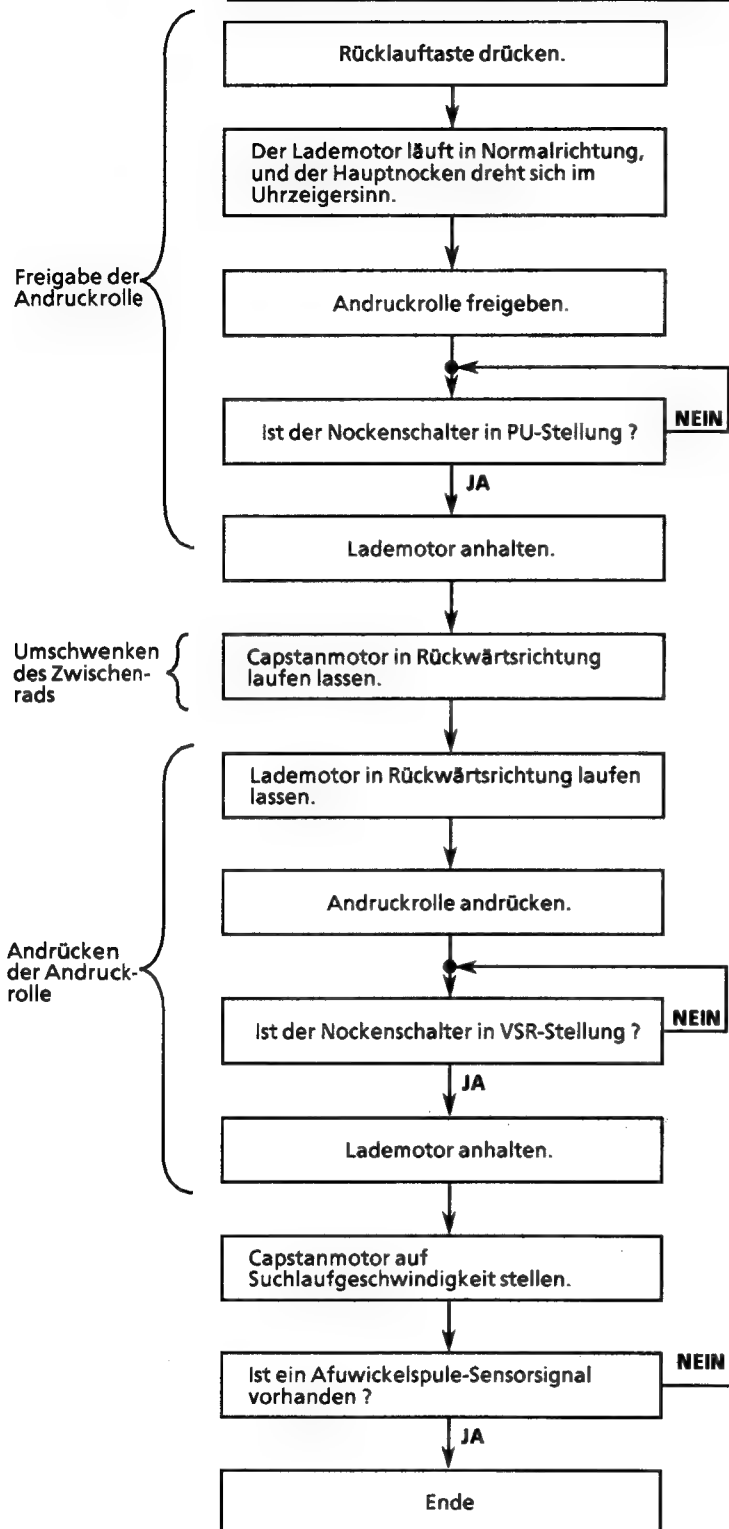 Rücklauftaste drücken.
Der Lademotor läuft in Normalrichtung,
und der Hauptnocken dreht sich im
Uhrzeigersinn.
Freigabe der
Andruckrolle
Andruckrolle freigeben.
Ist der Nockenschalter in PU-Stellung ?
NEIN
JA
Lademotor anhalten.
Umschwenken
des Zwischen-
rads
Capstanmotor in Rückwärtsrichtung
laufen lassen.
Lademotor in Rückwärtsrichtung laufen
lassen.
Andruckrolle andrücken.
Andrücken
der Andruck-
rolle
Ist der Nockenschalter in VSR-Stellung ?
NEIN
JA
Lademotor anhalten.
Capstanmotor auf
Suchlaufgeschwindigkeit stellen.
Ist ein Afuwickelspule-Sensorsignal
vorhanden ?
NEIN
JA
Ende